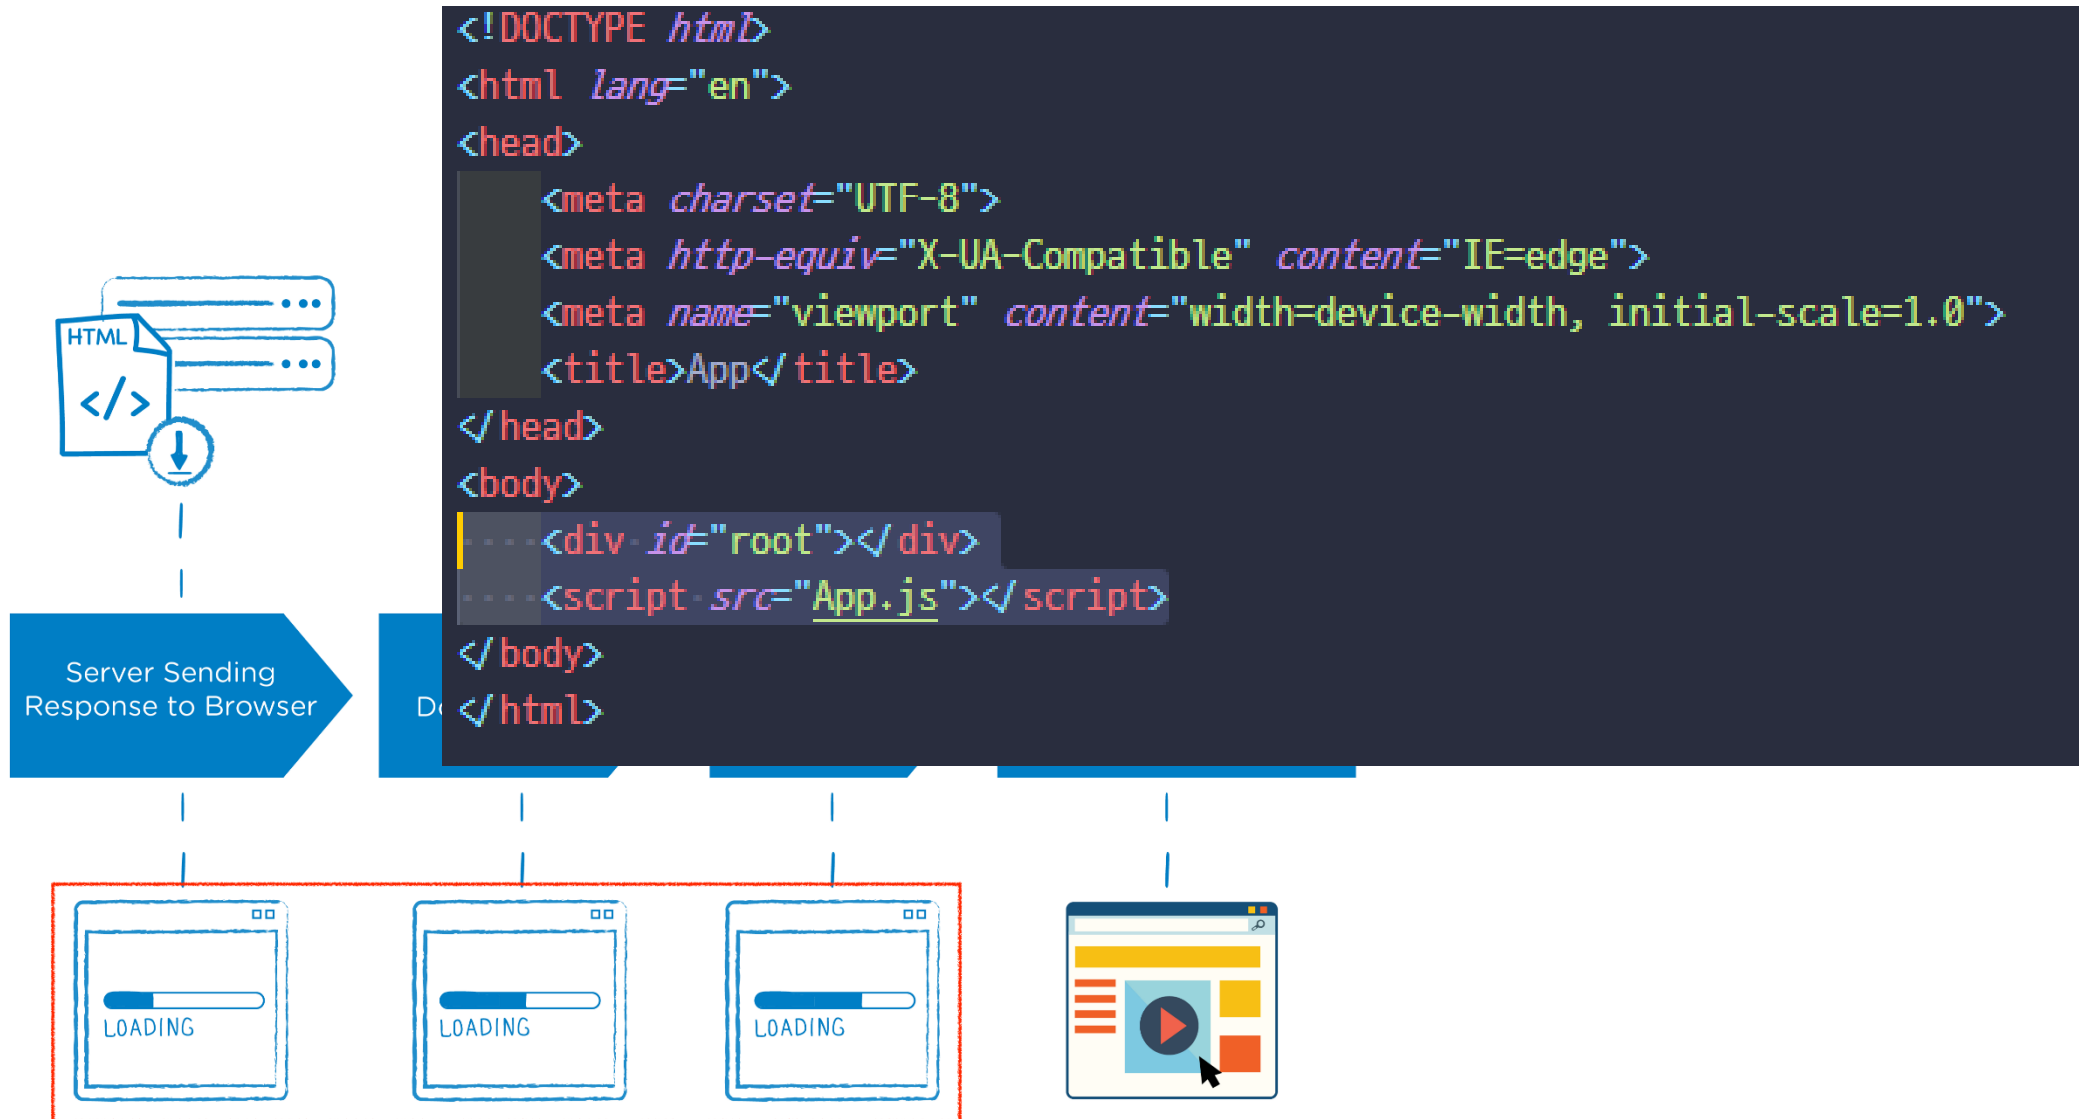 <!DOCTYPE html>
<html lang="en">
<head>
<meta charset="UTF-8">
<meta http-equiv="X-UA-Compatible" content="IE=edge">
<meta name="viewport" content="width=device-width, initial-scale=1.0">
<title>App</title>
</head>
<body>
<div id="root"></div>
<script src="App.js"></script>
</body>
</html>
HTML
</>
Server Sending
Response to Browser
LOADING
LOADING
LOADING